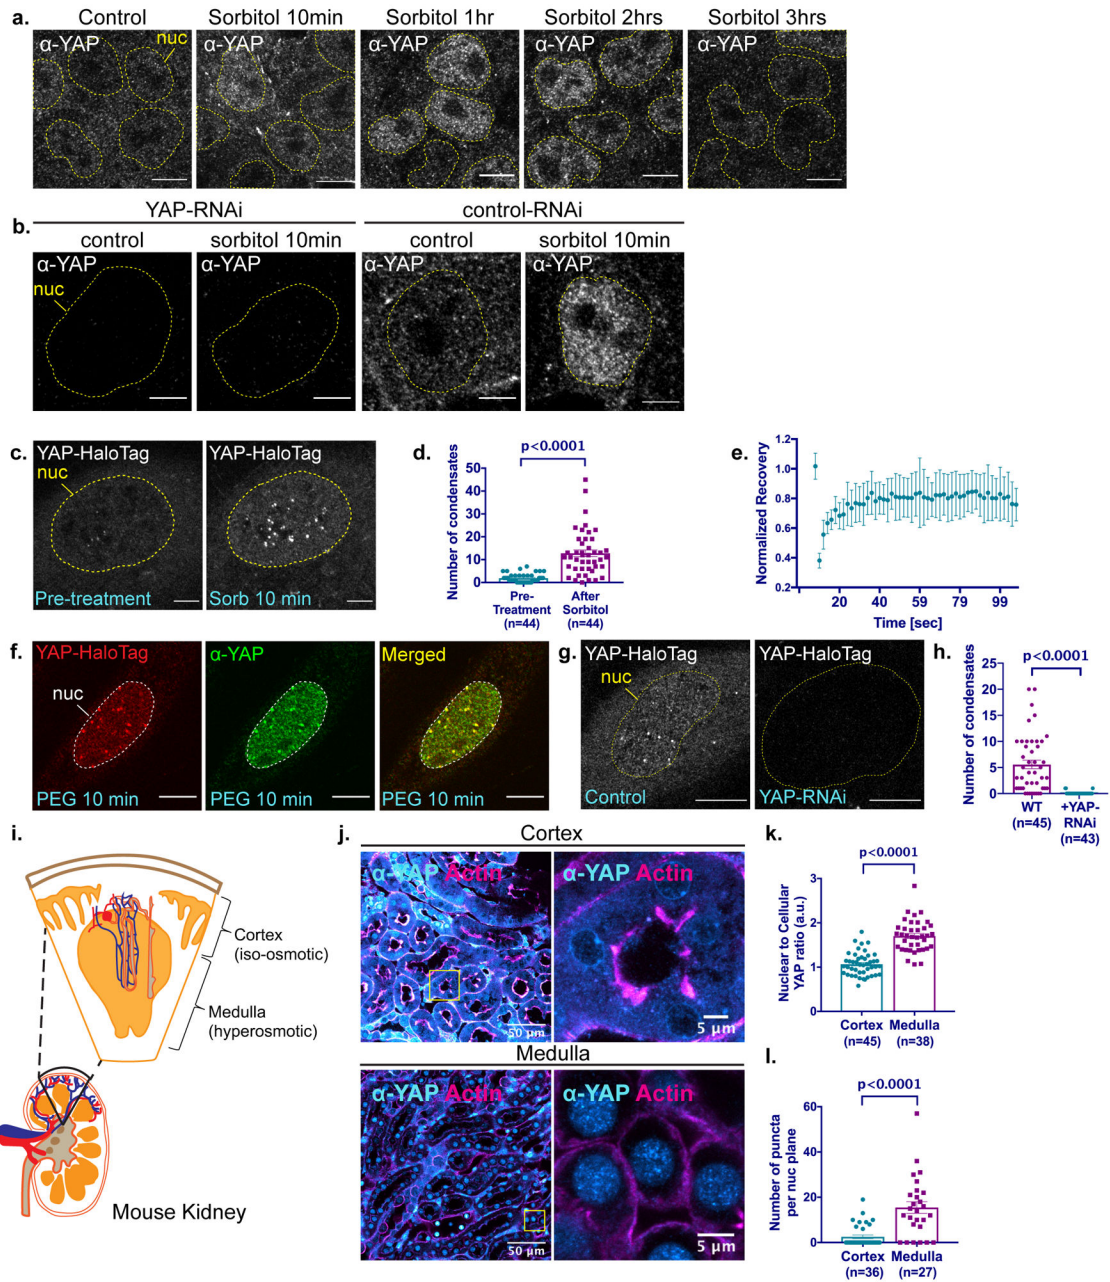 a.
Control
Sorbitol 10min
Sorbitol 1hr
Sorbitol 2hrs
Sorbitol 3hrs
α-YAP
nuc
α-YAP
α-YAP
α-YAP
α-YAP
YAP-RNAi
control-RNAi
b.
control
sorbitol 10min
control
sorbitol 10min
α-YAP
α-YAP
α-YAP
α-YAP
nuc
c.
YAP-HaloTag
YAP-HaloTag
nuc
Pre-treatment
Sorb 10 min
d.
p<0.0001
Number of condensates
50
40
30
20
10
0
Pre-
Treatment
(n=44)
After
Sorbitol
(n=44)
e.
Normalized Recovery
1.2
1.0
0.8
0.6
0.4
0.2
20
40
59
79
99
Time [sec]
f.
YAP-HaloTag
α-YAP
Merged
nuc
PEG 10 min
PEG 10 min
PEG 10 min
g.
YAP-HaloTag
YAP-HaloTag
nuc
Control
YAP-RNAi
h.
p<0.0001
Number of condensates
25
20
15
10
5
0
WT
(n=45)
+YAP-
RNAi
(n=43)
i.
Cortex
(iso-osmotic)
Medulla
(hyperosmotic)
Mouse Kidney
j.
Cortex
α-YAP Actin
α-YAP Actin
50 µm
5 µm
Medulla
α-YAP Actin
α-YAP Actin
50 µm
5 µm
k.
p<0.0001
Nuclear to Cellular
YAP ratio (a.u.)
3
2
1
0
Cortex
(n=45)
Medulla
(n=38)
l.
p<0.0001
Number of puncta
per nuc plane
60
40
20
0
Cortex
(n=36)
Medulla
(n=27)